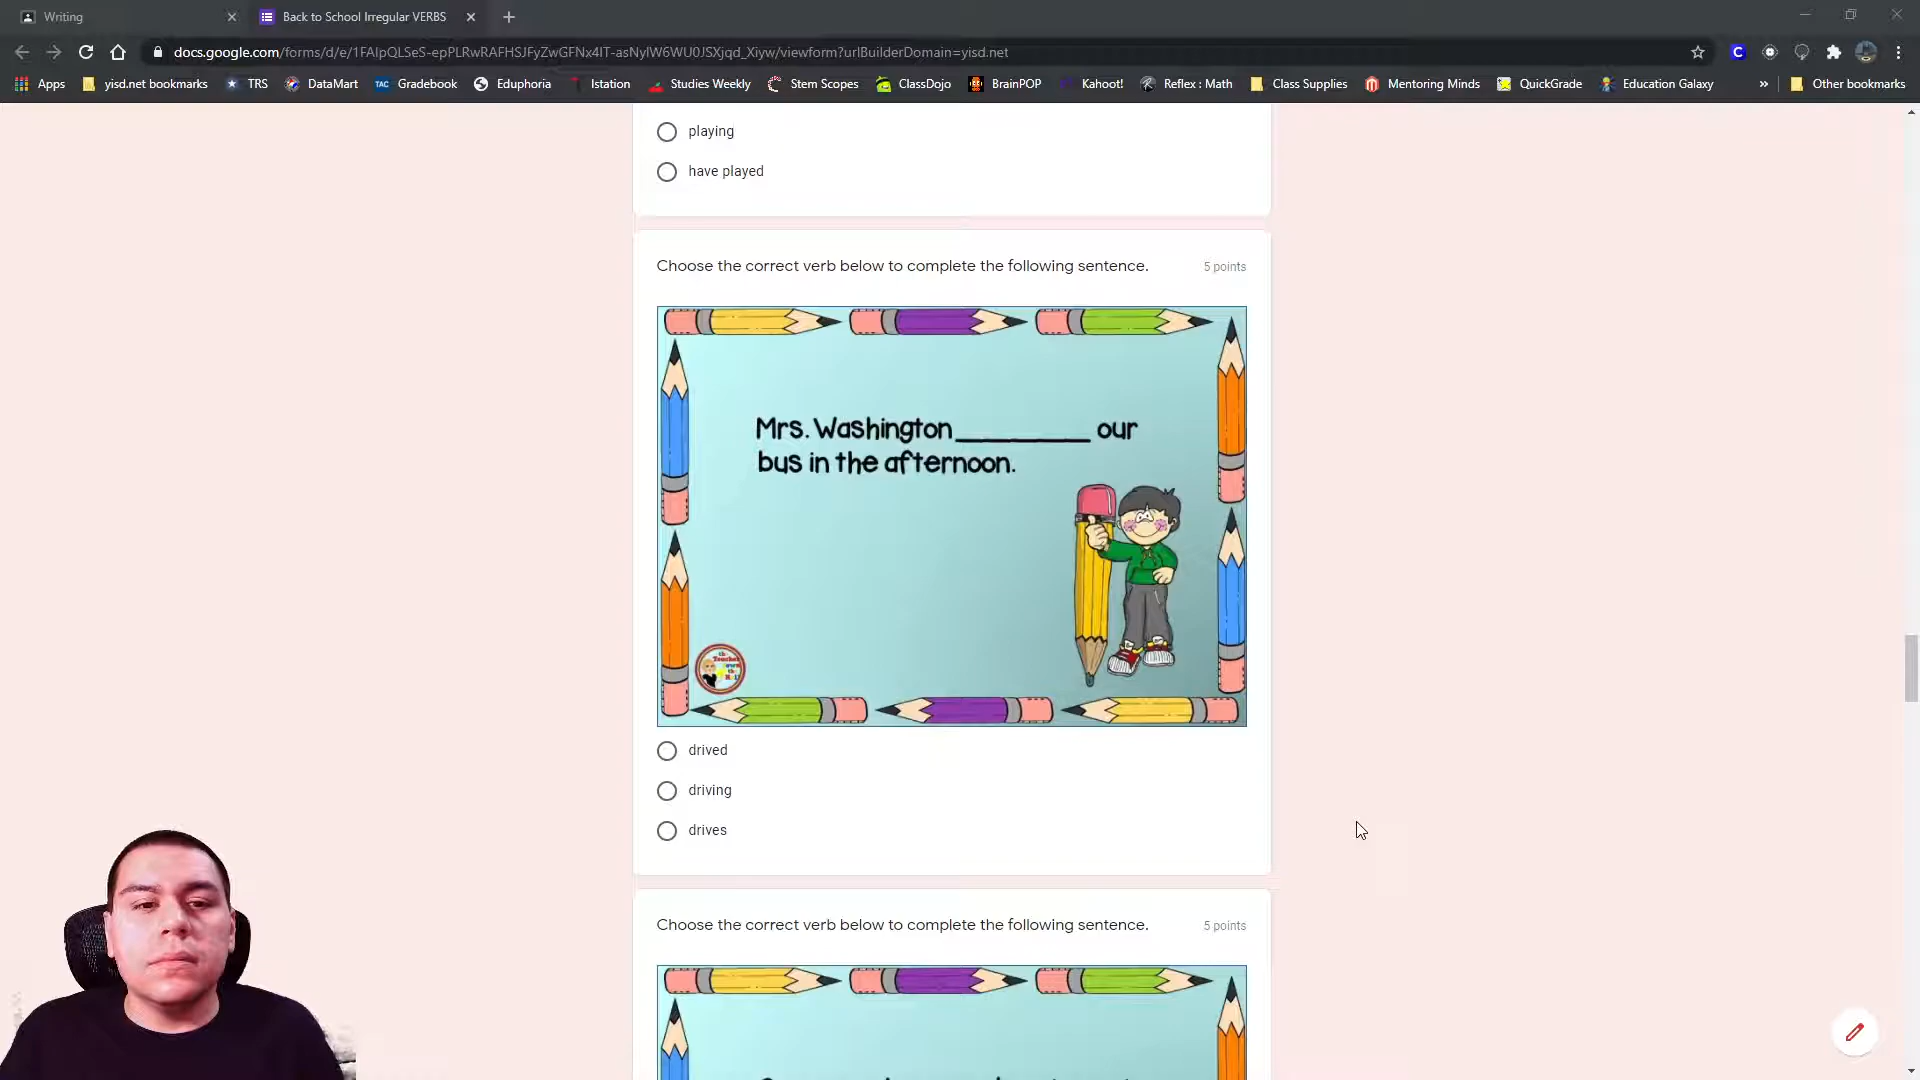 Writing
Back to School Irregular VERBS
docs.google.com/forms/d/e/1FAIpQLSeS-epPLRwRAFHSJFyZwGFNx4IT-asNylW6WU0JSXjqd_Xiyw/viewform?urlBuilderDomain=yisd.net
Apps yisd.net bookmarks TRS DataMart TAC Gradebook Eduphoria Istation Studies Weekly Stem Scopes ClassDojo BrainPOP Kahoot! Reflex : Math Class Supplies Mentoring Minds QuickGrade Education Galaxy » Other bookmarks
playing
have played
Choose the correct verb below to complete the following sentence. 5 points
Mrs. Washington __________ our
bus in the afternoon.
drived
driving
drives
Choose the correct verb below to complete the following sentence. 5 points